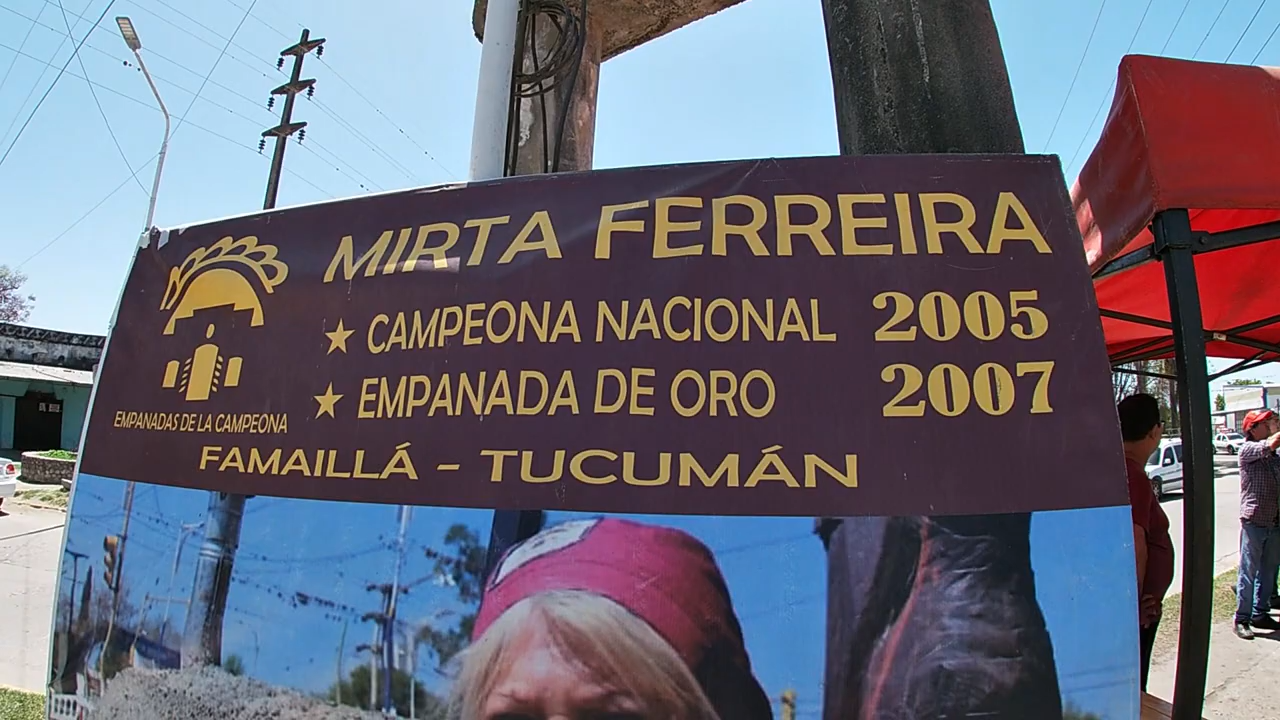 MIRTA FERREIRA
★ CAMPEONA NACIONAL 2005
★ EMPANADA DE ORO 2007
EMPANADAS DE LA CAMPEONA
FAMAILLÁ - TUCUMÁN